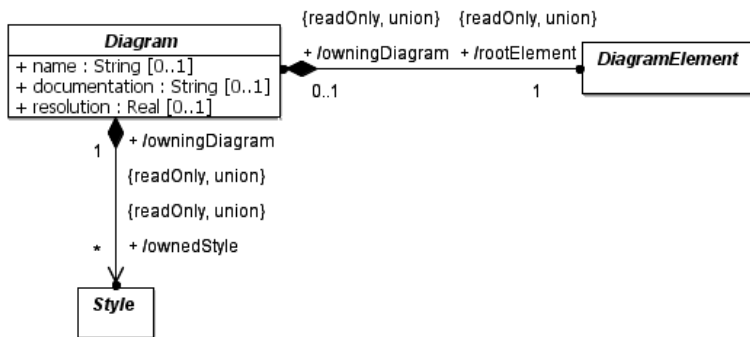 {readOnly, union} {readOnly, union}
Diagram
+ /owningDiagram + /rootElement
+ name : String [0..1]
DiagramElement
+ documentation : String [0..1]
+ resolution : Real [0..1]
0..1 1
1
+ /owningDiagram
{readOnly, union}
{readOnly, union}
*
+ /ownedStyle
Style